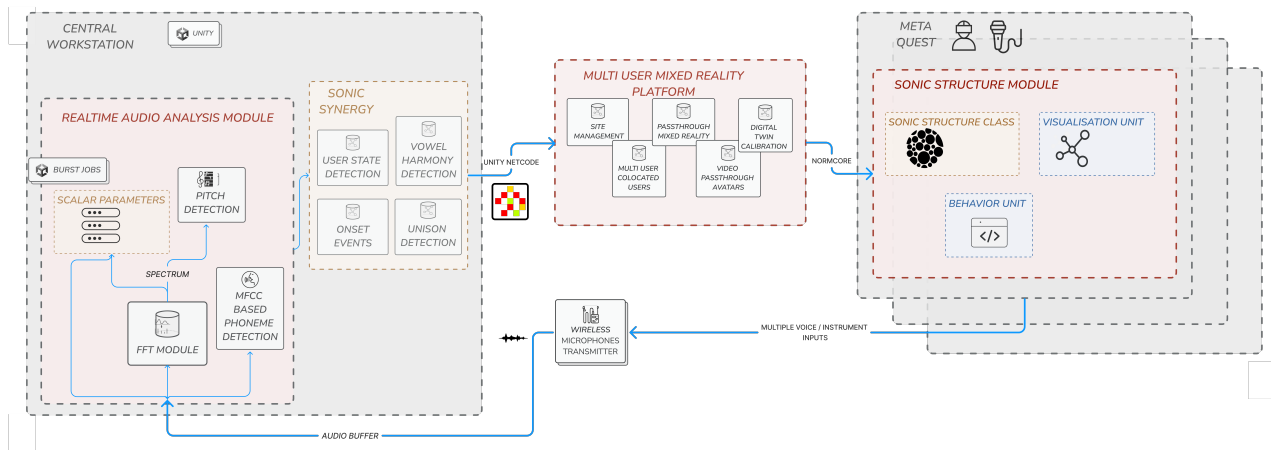 CENTRAL
WORKSTATION
UNITY
REALTIME AUDIO ANALYSIS MODULE
BURST JOBS
SCALAR PARAMETERS
PITCH
DETECTION
SPECTRUM
MFCC
BASED
PHONEME
DETECTION
FFT MODULE
SONIC
SYNERGY
USER STATE
DETECTION
VOWEL
HARMONY
DETECTION
ONSET
EVENTS
UNISON
DETECTION
UNITY NETCODE
MULTI USER MIXED REALITY
PLATFORM
SITE
MANAGEMENT
PASSTHROUGH
MIXED REALITY
DIGITAL
TWIN
CALIBRATION
MULTI USER
COLOCATED
USERS
VIDEO
PASSTHROUGH
AVATARS
NORMCORE
META
QUEST
SONIC STRUCTURE MODULE
SONIC STRUCTURE CLASS
VISUALISATION UNIT
BEHAVIOR UNIT
</>
MULTIPLE VOICE / INSTRUMENT
INPUTS
WIRELESS
MICROPHONES
TRANSMITTER
AUDIO BUFFER